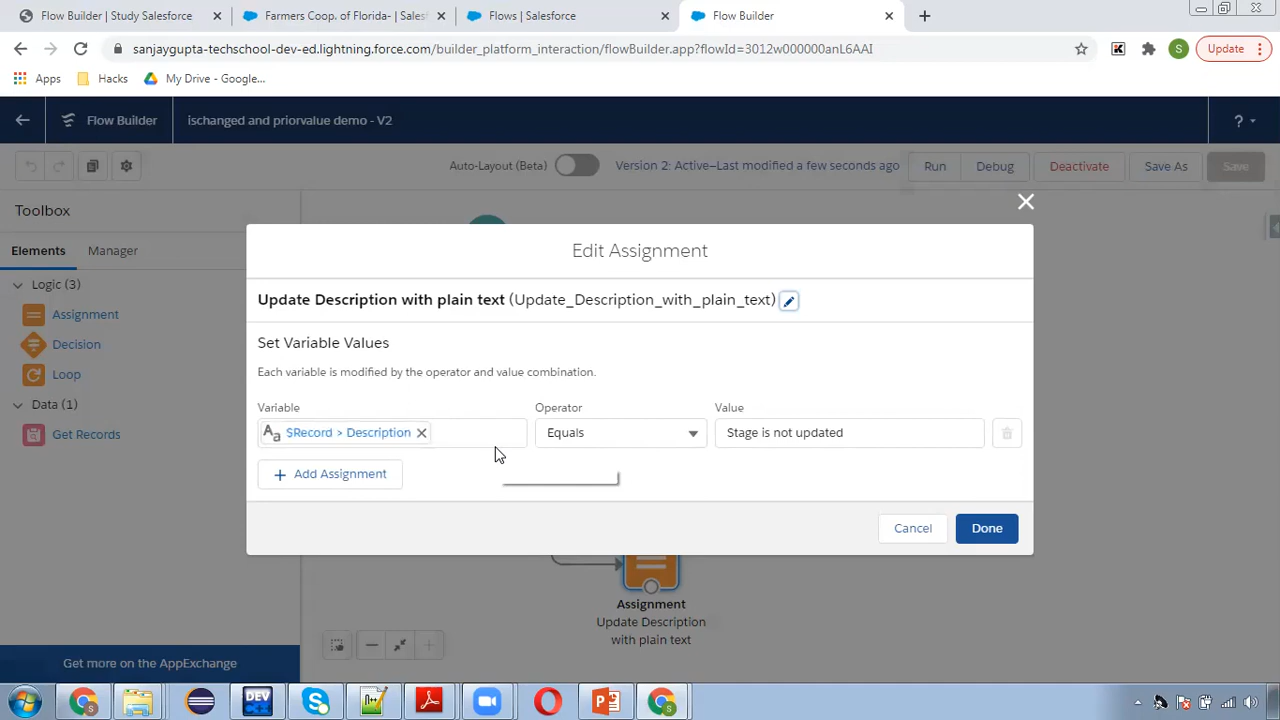 Flow Builder | Study Salesforce
Farmers Coop. of Florida- | Sales
Flows | Salesforce
Flow Builder
sanjaygupta-techschool-dev-ed.lightning.force.com/builder_platform_interaction/flowBuilder.app?flowId=3012w000000anL6AAI
S
Update
Apps
Hacks
My Drive - Google...
Flow Builder
ischanged and priorvalue demo - V2
?
Auto-Layout (Beta)
Version 2: Active—Last modified a few seconds ago
Run
Debug
Deactivate
Save As
Save
Toolbox
Elements
Manager
Logic (3)
Assignment
Decision
Loop
Data (1)
Get Records
Get more on the AppExchange
Edit Assignment
Update Description with plain text (Update_Description_with_plain_text)
Set Variable Values
Each variable is modified by the operator and value combination.
Variable
Operator
Value
Aa $Record > Description
Equals
Stage is not updated
+ Add Assignment
Cancel
Done
Assignment
Update Description
with plain text
DEV
C++